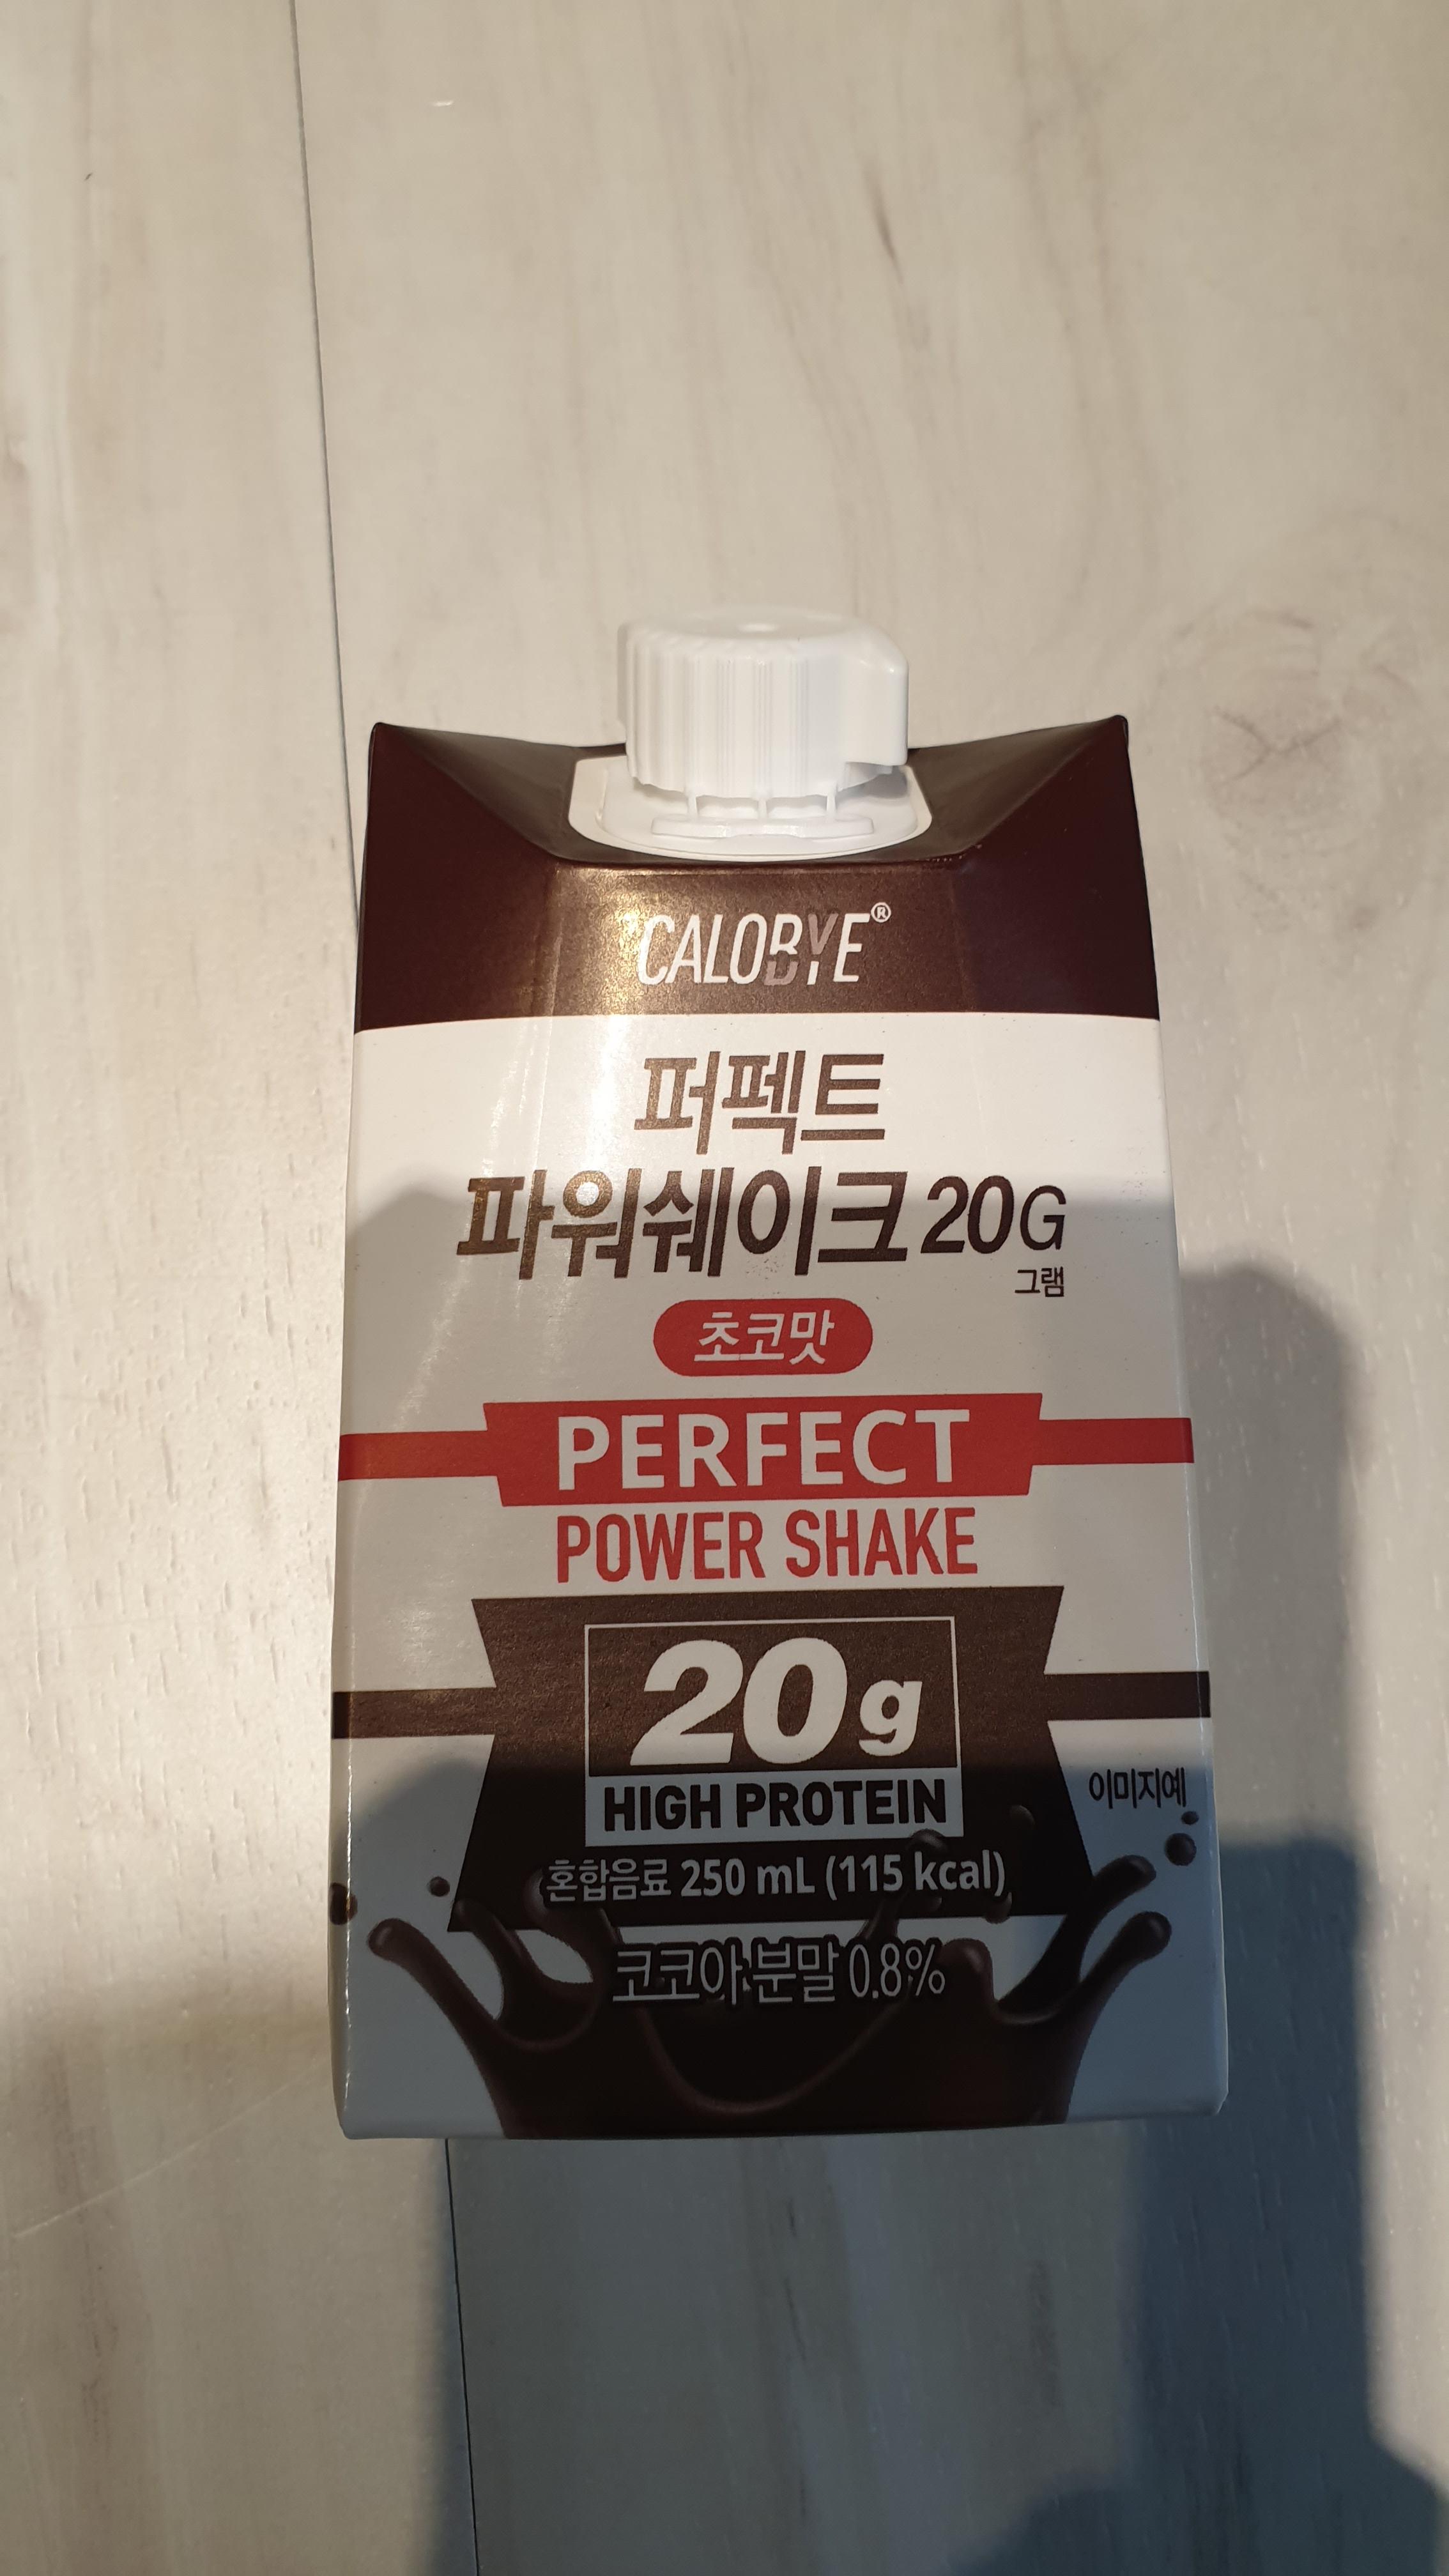 CALOBYE®
퍼펙트
파워쉐이크 20G
그램
초코맛
PERFECT
POWER SHAKE
20g
HIGH PROTEIN
이미지예
혼합음료 250 mL (115 kcal)
코코아분말 0.8%